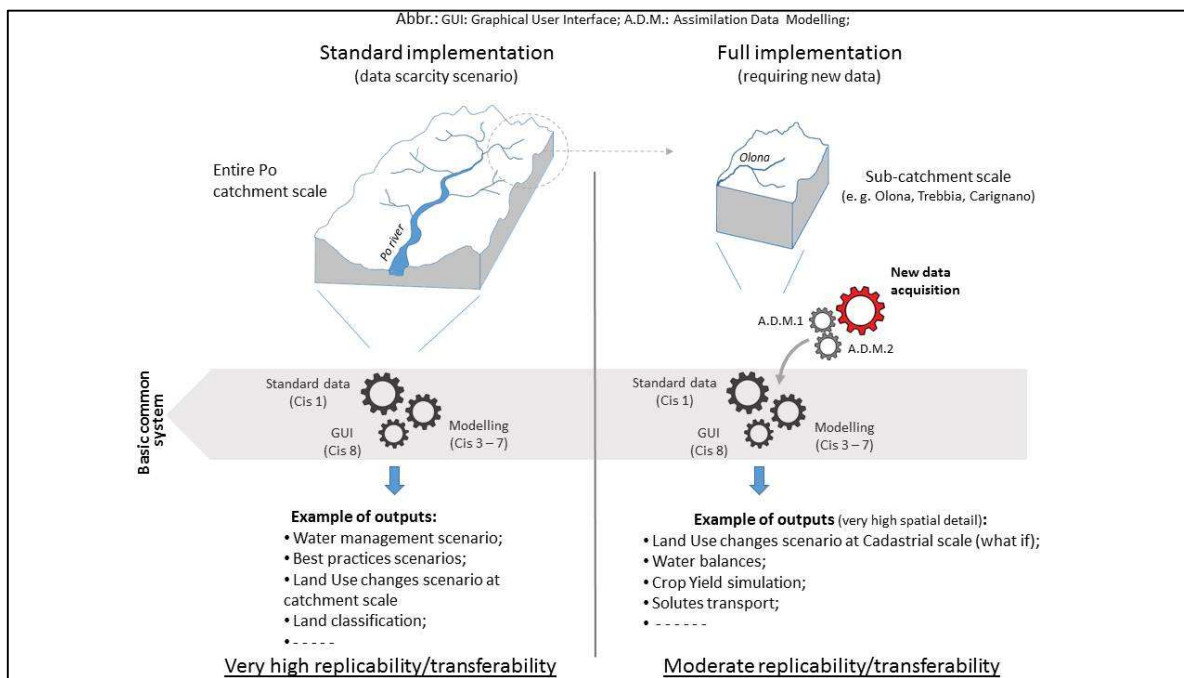 Abbr.: GUI: Graphical User Interface; A.D.M.: Assimilation Data Modelling;
Standard implementation
(data scarcity scenario)
Entire Po
catchment scale
Po river
Full implementation
(requiring new data)
Olona
Sub-catchment scale
(e. g. Olona, Trebbia, Carignano)
New data
acquisition
A.D.M.1
A.D.M.2
Basic common
system
Standard data
(Cis 1)
GUI
(Cis 8)
Modelling
(Cis 3 – 7)
Standard data
(Cis 1)
GUI
(Cis 8)
Modelling
(Cis 3 – 7)
Example of outputs:
• Water management scenario;
• Best practices scenarios;
• Land Use changes scenario at
catchment scale
• Land classification;
• - - - - -
Very high replicability/transferability
Example of outputs (very high spatial detail):
• Land Use changes scenario at Cadastrial scale (what if);
• Water balances;
• Crop Yield simulation;
• Solutes transport;
• - - - - - -
Moderate replicability/transferability